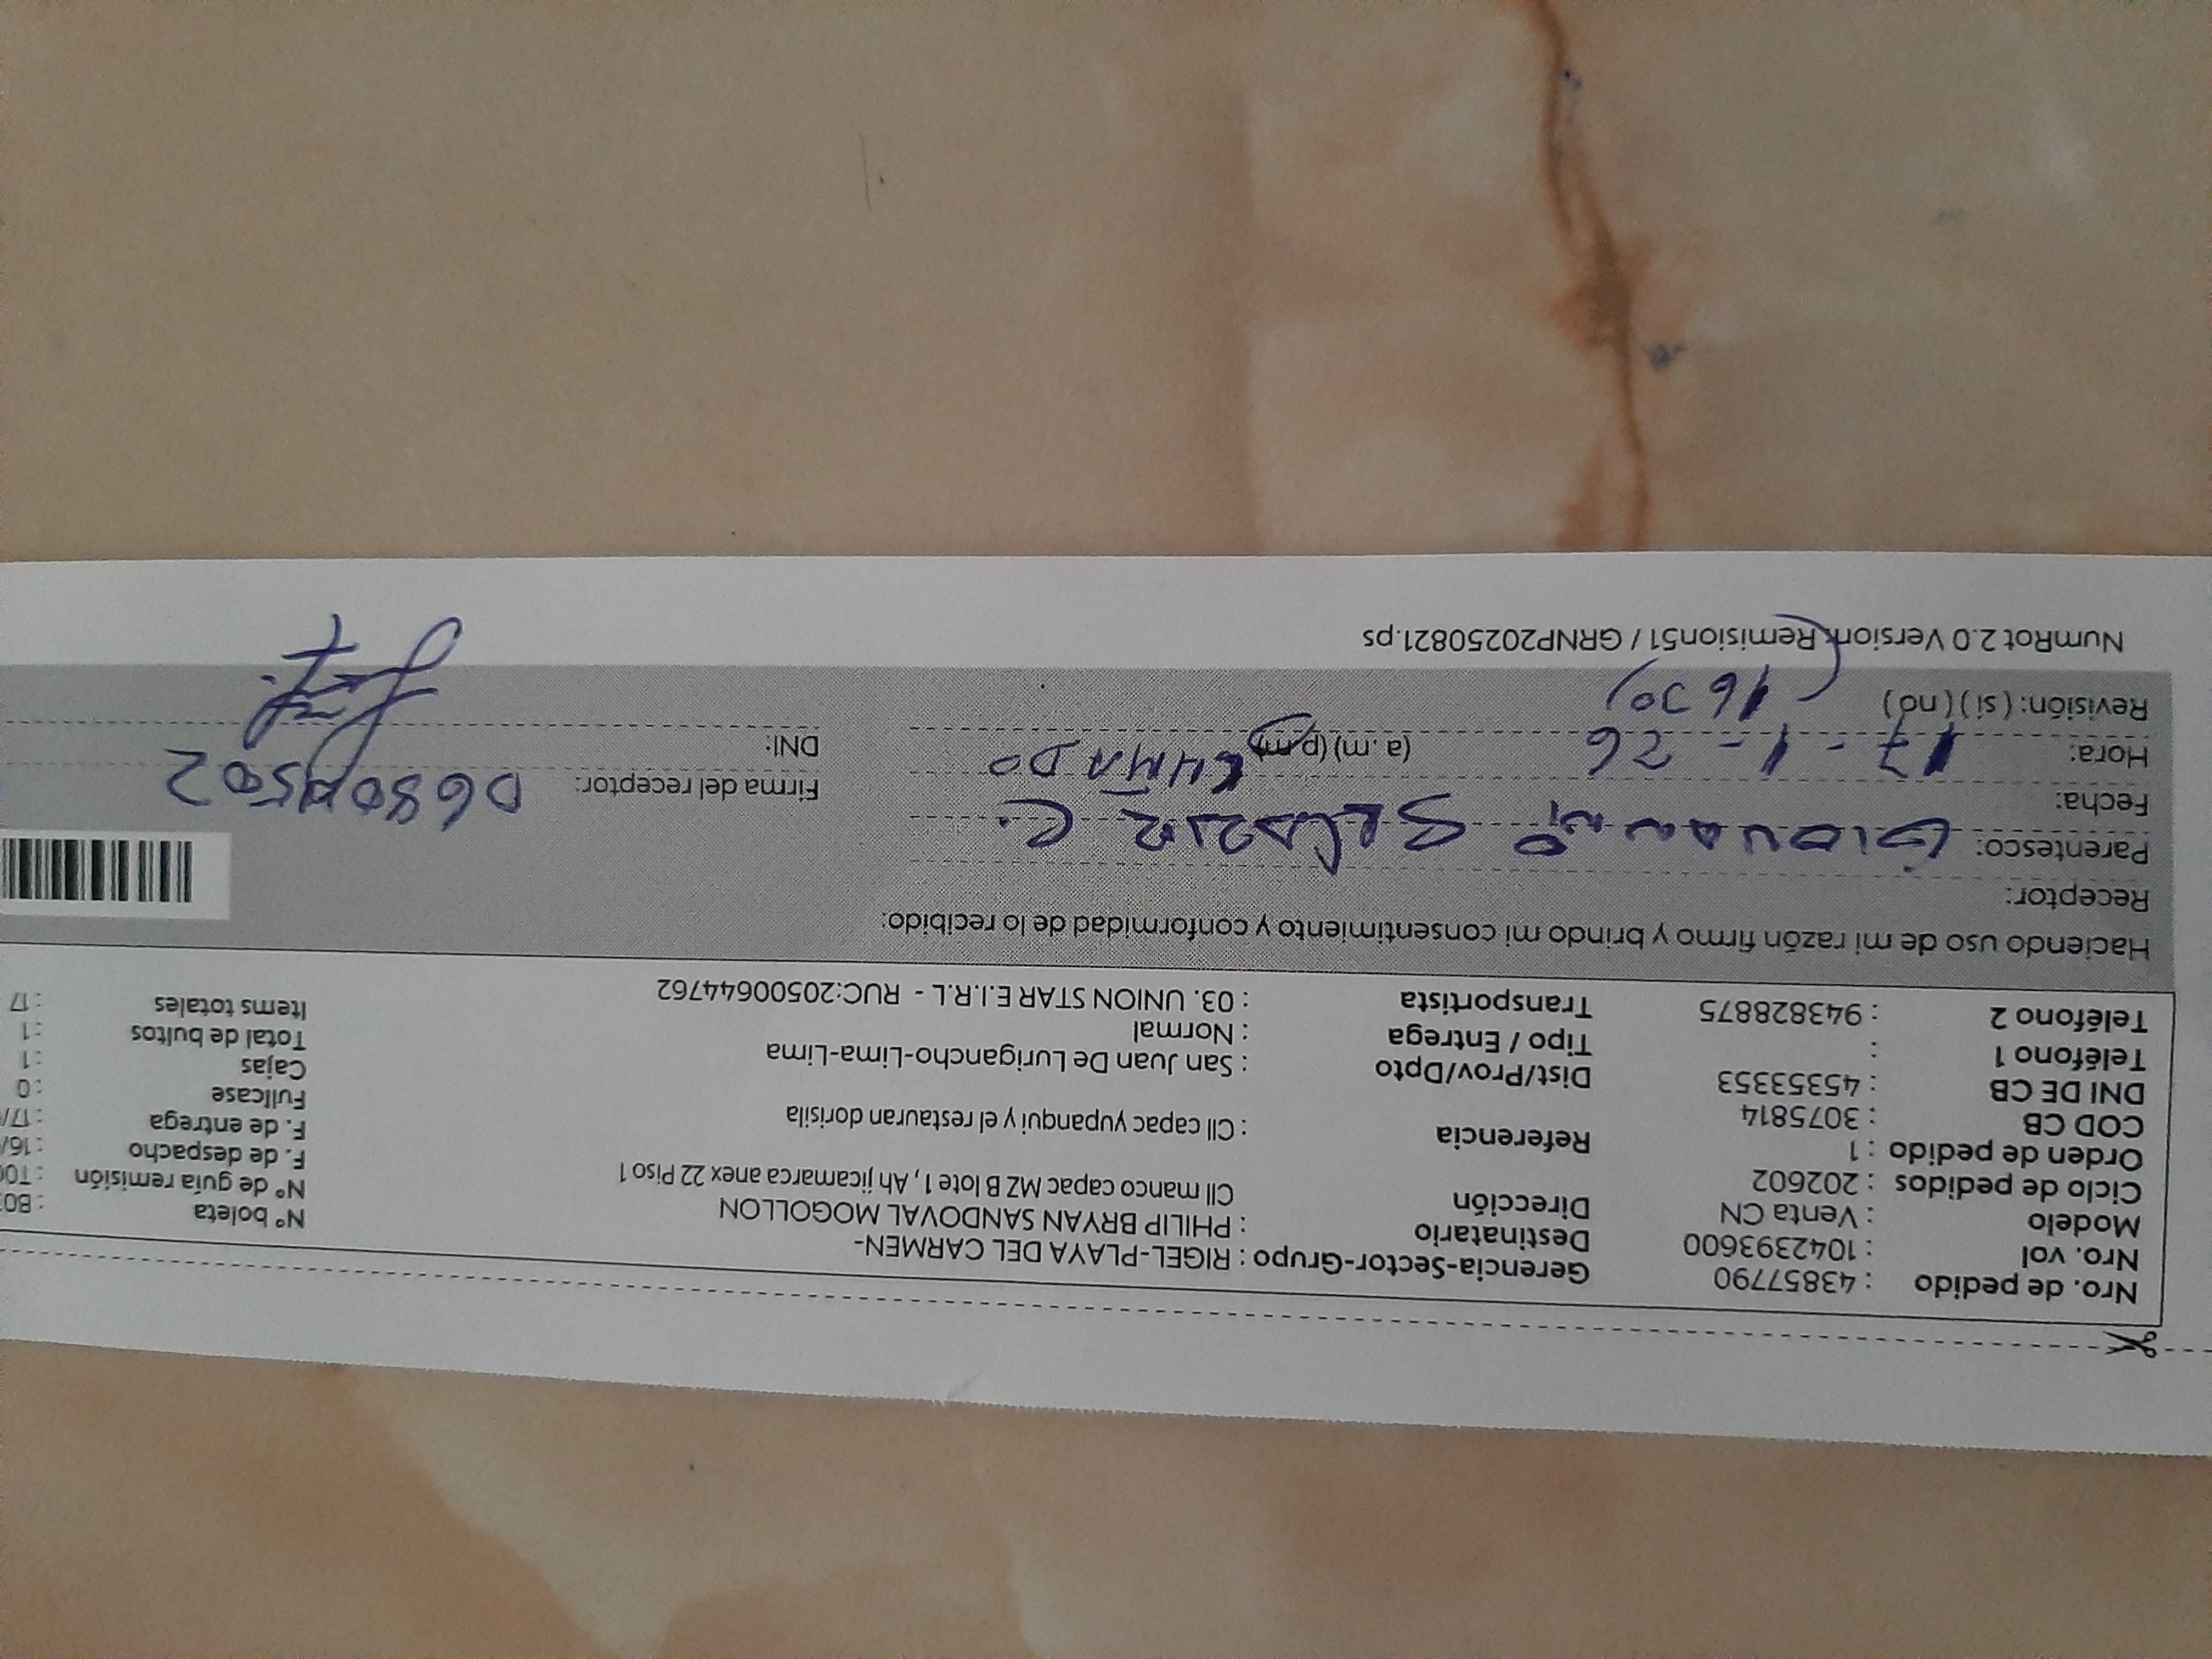 Nro. de pedido : 43857790
Nro. vol : 1042393600
Modelo : Venta CN
Ciclo de pedidos : 202602
Orden de pedido : 1
COD CB : 3075814
DNI DE CB : 45353353
Teléfono 1 :
Teléfono 2 : 943828875
Gerencia-Sector-Grupo : RIGEL-PLAYA DEL CARMEN-
Destinatario : PHILIP BRYAN SANDOVAL MOGOLLON
Dirección Cll manco capac MZ B lote 1, Ah jicamarca anex 22 Piso 1
Referencia : Cll capac yupanqui y el restauran dorisila
Dist/Prov/Dpto : San Juan De Lurigancho-Lima-Lima
Tipo / Entrega : Normal
Transportista : 03. UNION STAR E.I.R.L - RUC:20500644762
N° boleta
N° de guía remisión
F. de despacho : 16/
F. de entrega : 17/
Fullcase : 0
Cajas : 1
Total de bultos : 1
Items totales : 17
Haciendo uso de mi razón firmo y brindo mi consentimiento y conformidad de lo recibido:
Receptor:
Parentesco: Giovanni C.
Fecha:
Hora: 17-1-26 (a.m)(p.m)
Revisión: (si)(no) (1630)
Firma del receptor:
DNI:
NumRot 2.0 Version: Remision51 / GRNP20250821.ps